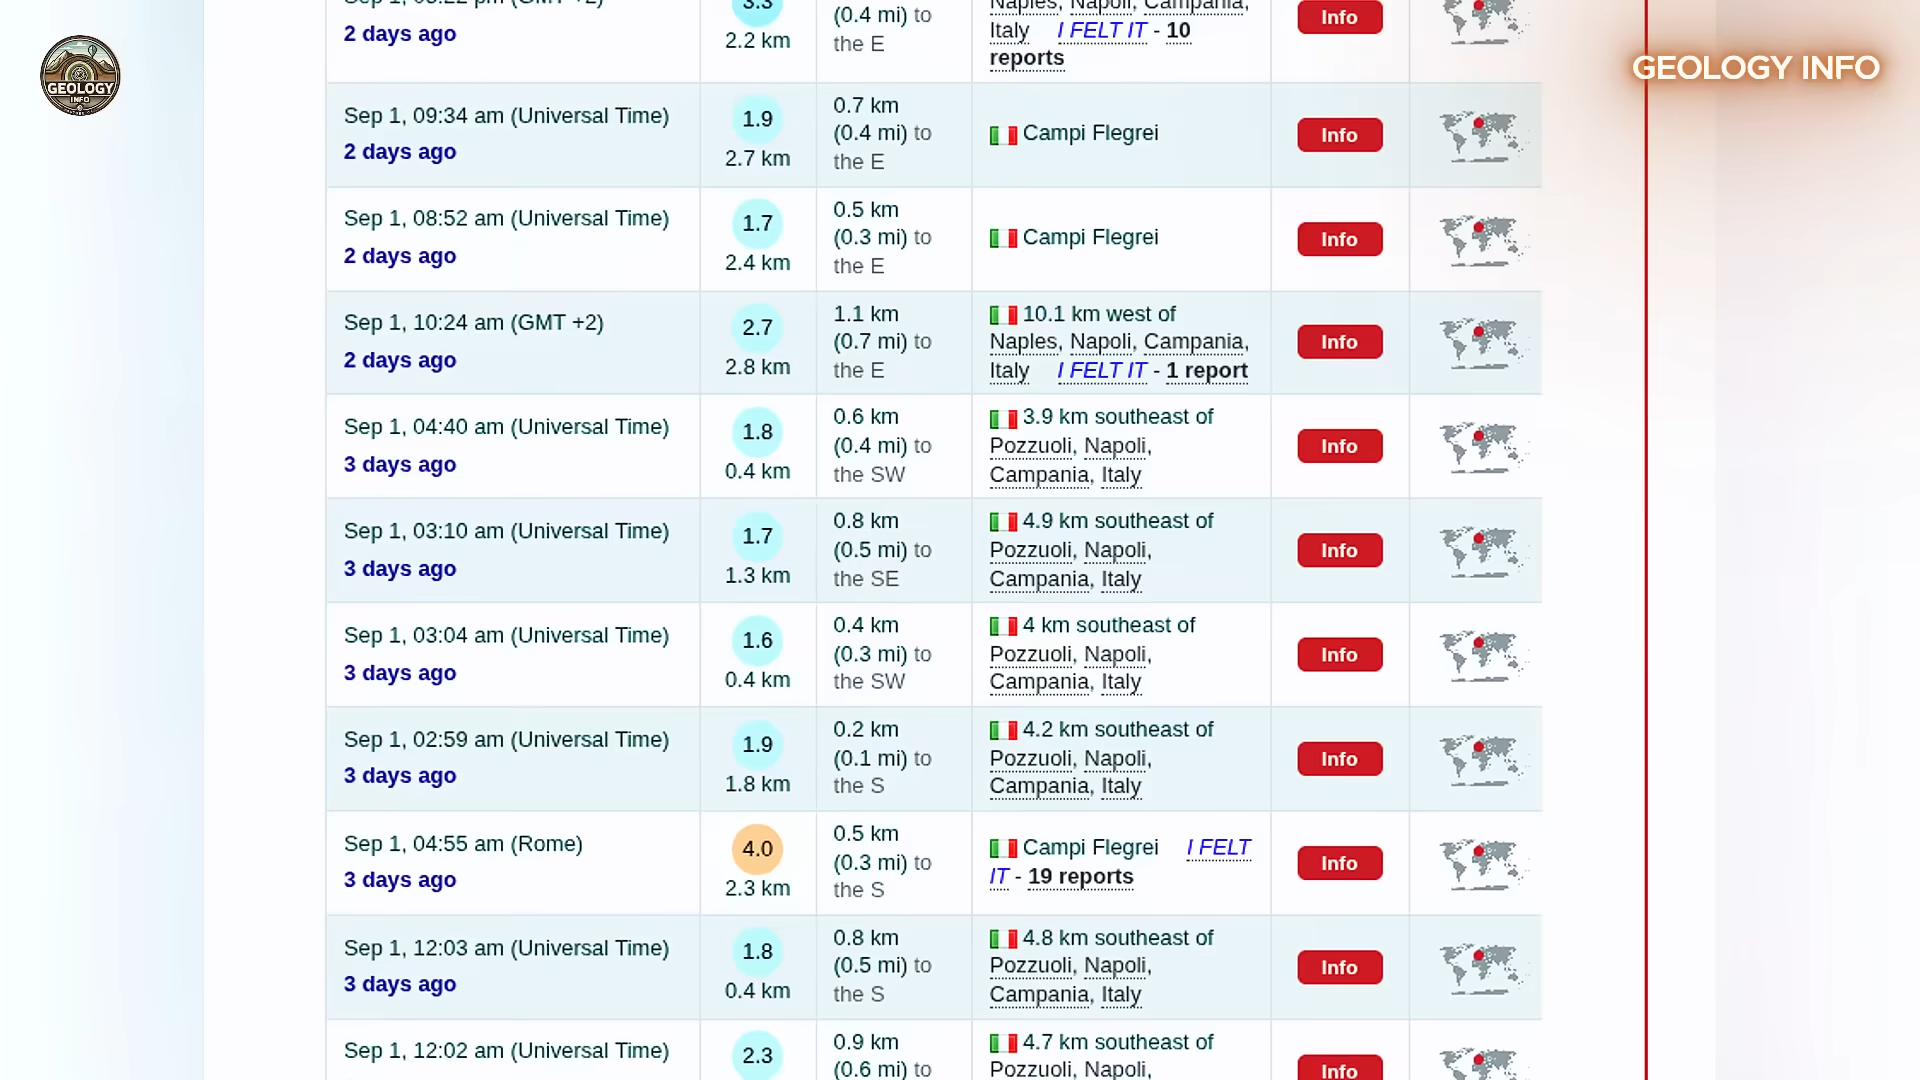 Sep 1, 05:22 pm (GMT +2)
2 days ago
3.3
2.2 km
(0.4 mi) to
the E
Naples, Napoli, Campania,
Italy I FELT IT - 10
reports
Info
GEOLOGY
INFO
GEOLOGY INFO
Sep 1, 09:34 am (Universal Time)
2 days ago
1.9
2.7 km
0.7 km
(0.4 mi) to
the E
Campi Flegrei
Info
Sep 1, 08:52 am (Universal Time)
2 days ago
1.7
2.4 km
0.5 km
(0.3 mi) to
the E
Campi Flegrei
Info
Sep 1, 10:24 am (GMT +2)
2 days ago
2.7
2.8 km
1.1 km
(0.7 mi) to
the E
10.1 km west of
Naples, Napoli, Campania,
Italy I FELT IT - 1 report
Info
Sep 1, 04:40 am (Universal Time)
3 days ago
1.8
0.4 km
0.6 km
(0.4 mi) to
the SW
3.9 km southeast of
Pozzuoli, Napoli,
Campania, Italy
Info
Sep 1, 03:10 am (Universal Time)
3 days ago
1.7
1.3 km
0.8 km
(0.5 mi) to
the SE
4.9 km southeast of
Pozzuoli, Napoli,
Campania, Italy
Info
Sep 1, 03:04 am (Universal Time)
3 days ago
1.6
0.4 km
0.4 km
(0.3 mi) to
the SW
4 km southeast of
Pozzuoli, Napoli,
Campania, Italy
Info
Sep 1, 02:59 am (Universal Time)
3 days ago
1.9
1.8 km
0.2 km
(0.1 mi) to
the S
4.2 km southeast of
Pozzuoli, Napoli,
Campania, Italy
Info
Sep 1, 04:55 am (Rome)
3 days ago
4.0
2.3 km
0.5 km
(0.3 mi) to
the S
Campi Flegrei I FELT
IT - 19 reports
Info
Sep 1, 12:03 am (Universal Time)
3 days ago
1.8
0.4 km
0.8 km
(0.5 mi) to
the S
4.8 km southeast of
Pozzuoli, Napoli,
Campania, Italy
Info
Sep 1, 12:02 am (Universal Time)
2.3
0.9 km
(0.6 mi) to
4.7 km southeast of
Pozzuoli, Napoli,
Info